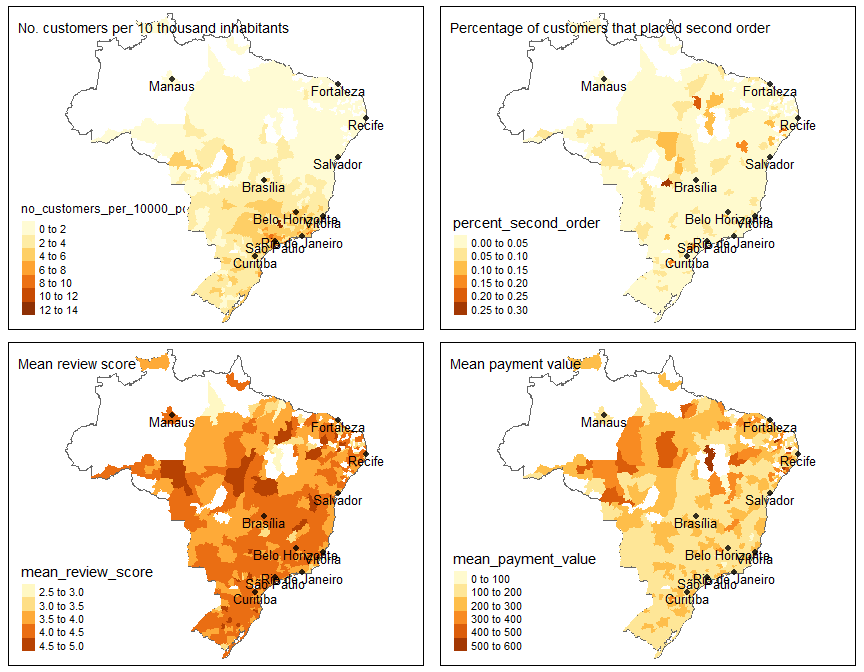 No. customers per 10 thousand inhabitants
Manaus
Fortaleza
Recife
Salvador
Brasília
Belo Horizonte
Vitória
Rio de Janeiro
São Paulo
Curitiba
no_customers_per_10000_po
0 to 2
2 to 4
4 to 6
6 to 8
8 to 10
10 to 12
12 to 14
Percentage of customers that placed second order
Manaus
Fortaleza
Recife
Salvador
Brasília
Belo Horizonte
Vitória
Rio de Janeiro
São Paulo
Curitiba
percent_second_order
0.00 to 0.05
0.05 to 0.10
0.10 to 0.15
0.15 to 0.20
0.20 to 0.25
0.25 to 0.30
Mean review score
Manaus
Fortaleza
Recife
Salvador
Brasília
Belo Horizonte
Vitória
Rio de Janeiro
São Paulo
Curitiba
mean_review_score
2.5 to 3.0
3.0 to 3.5
3.5 to 4.0
4.0 to 4.5
4.5 to 5.0
Mean payment value
Manaus
Fortaleza
Recife
Salvador
Brasília
Belo Horizonte
Vitória
Rio de Janeiro
São Paulo
Curitiba
mean_payment_value
0 to 100
100 to 200
200 to 300
300 to 400
400 to 500
500 to 600